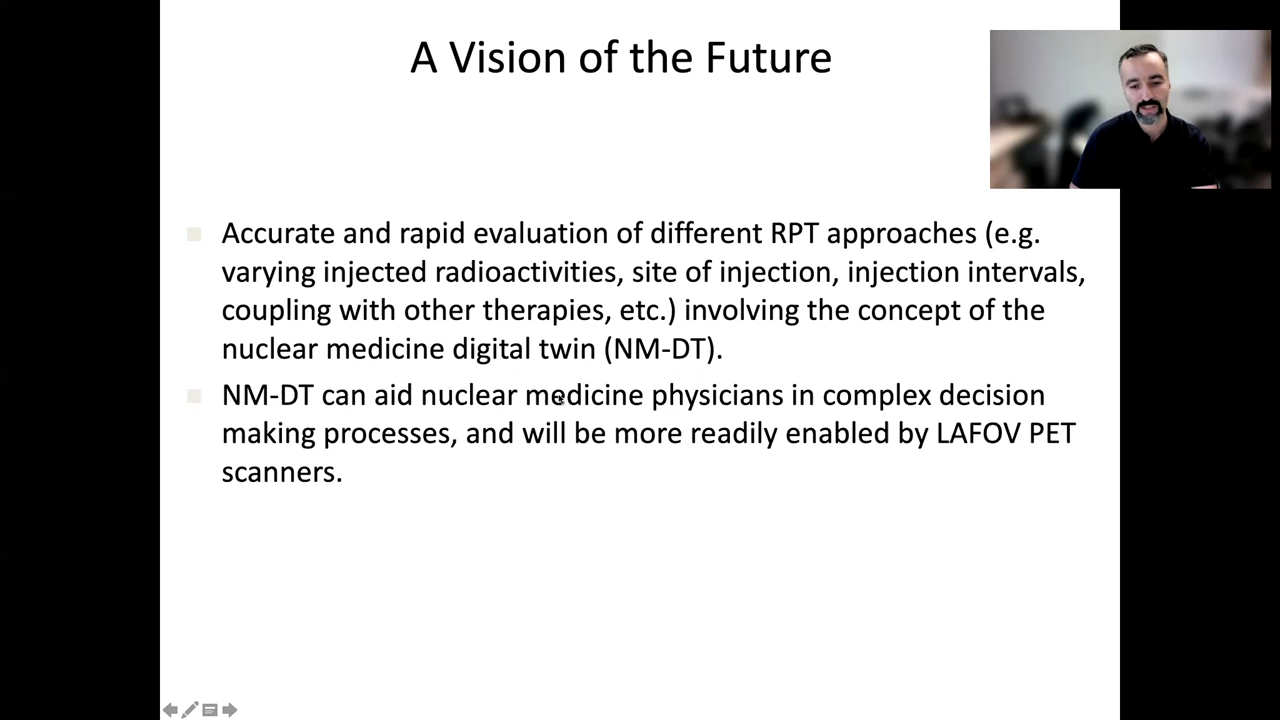 A Vision of the Future
Accurate and rapid evaluation of different RPT approaches (e.g.
varying injected radioactivities, site of injection, injection intervals,
coupling with other therapies, etc.) involving the concept of the
nuclear medicine digital twin (NM-DT).
NM-DT can aid nuclear medicine physicians in complex decision
making processes, and will be more readily enabled by LAFOV PET
scanners.